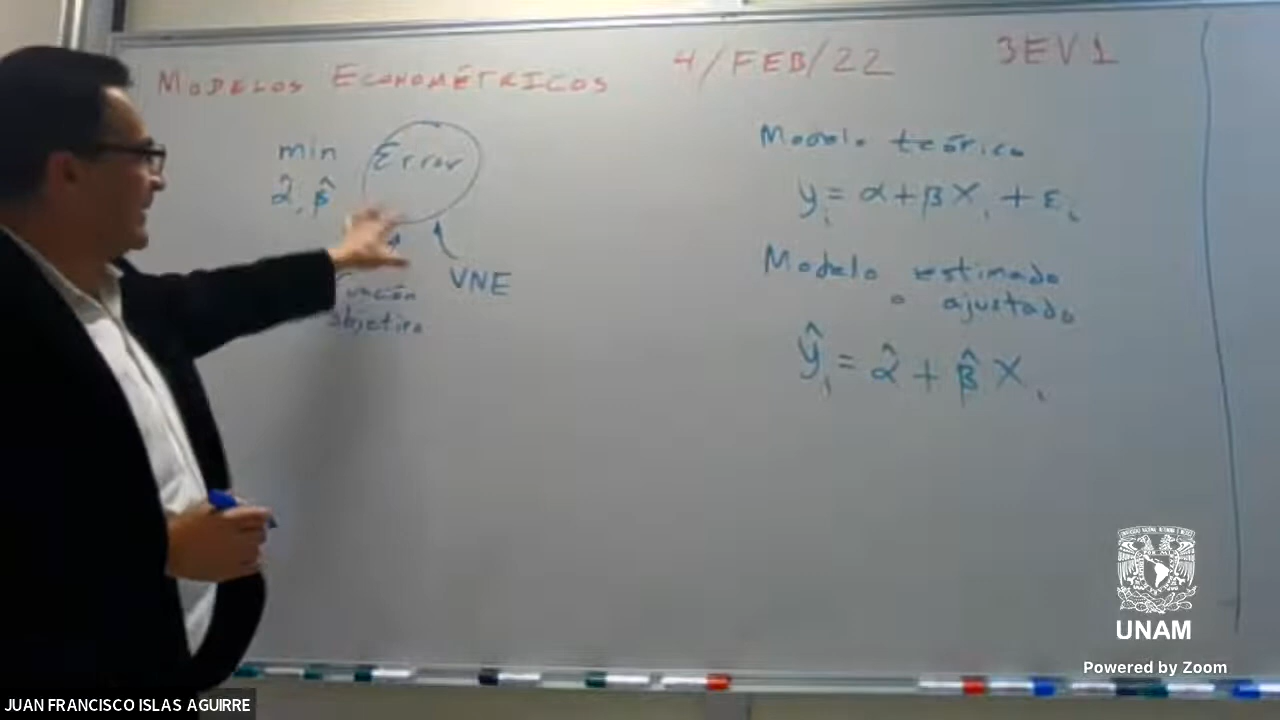 MODELOS ECONOMÉTRICOS 4/FEB/22 3EV1
min Error
α̂, β̂
VNE
objetivo
Modelo teórico
yᵢ = α + β Xᵢ + εᵢ
Modelo estimado
o ajustado
ŷᵢ = α̂ + β̂ Xᵢ
UNAM
Powered by Zoom
JUAN FRANCISCO ISLAS AGUIRRE